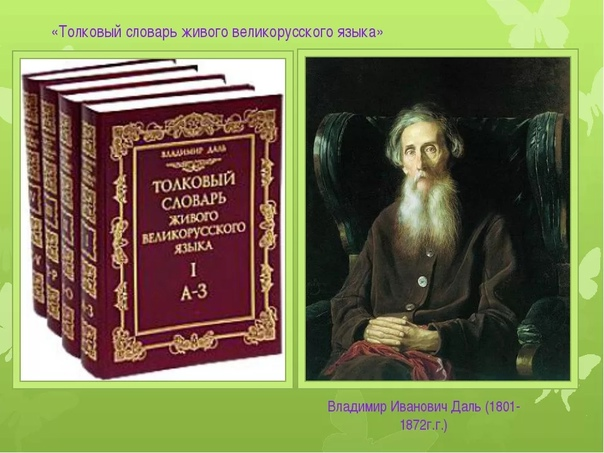 «Толковый словарь живого великорусского языка»
ВЛАДИМИР ДАЛЬ
ТОЛКОВЫЙ
СЛОВАРЬ
ЖИВОГО
ВЕЛИКОРУССКОГО
ЯЗЫКА
I
А-З
Владимир Иванович Даль (1801-
1872г.г.)